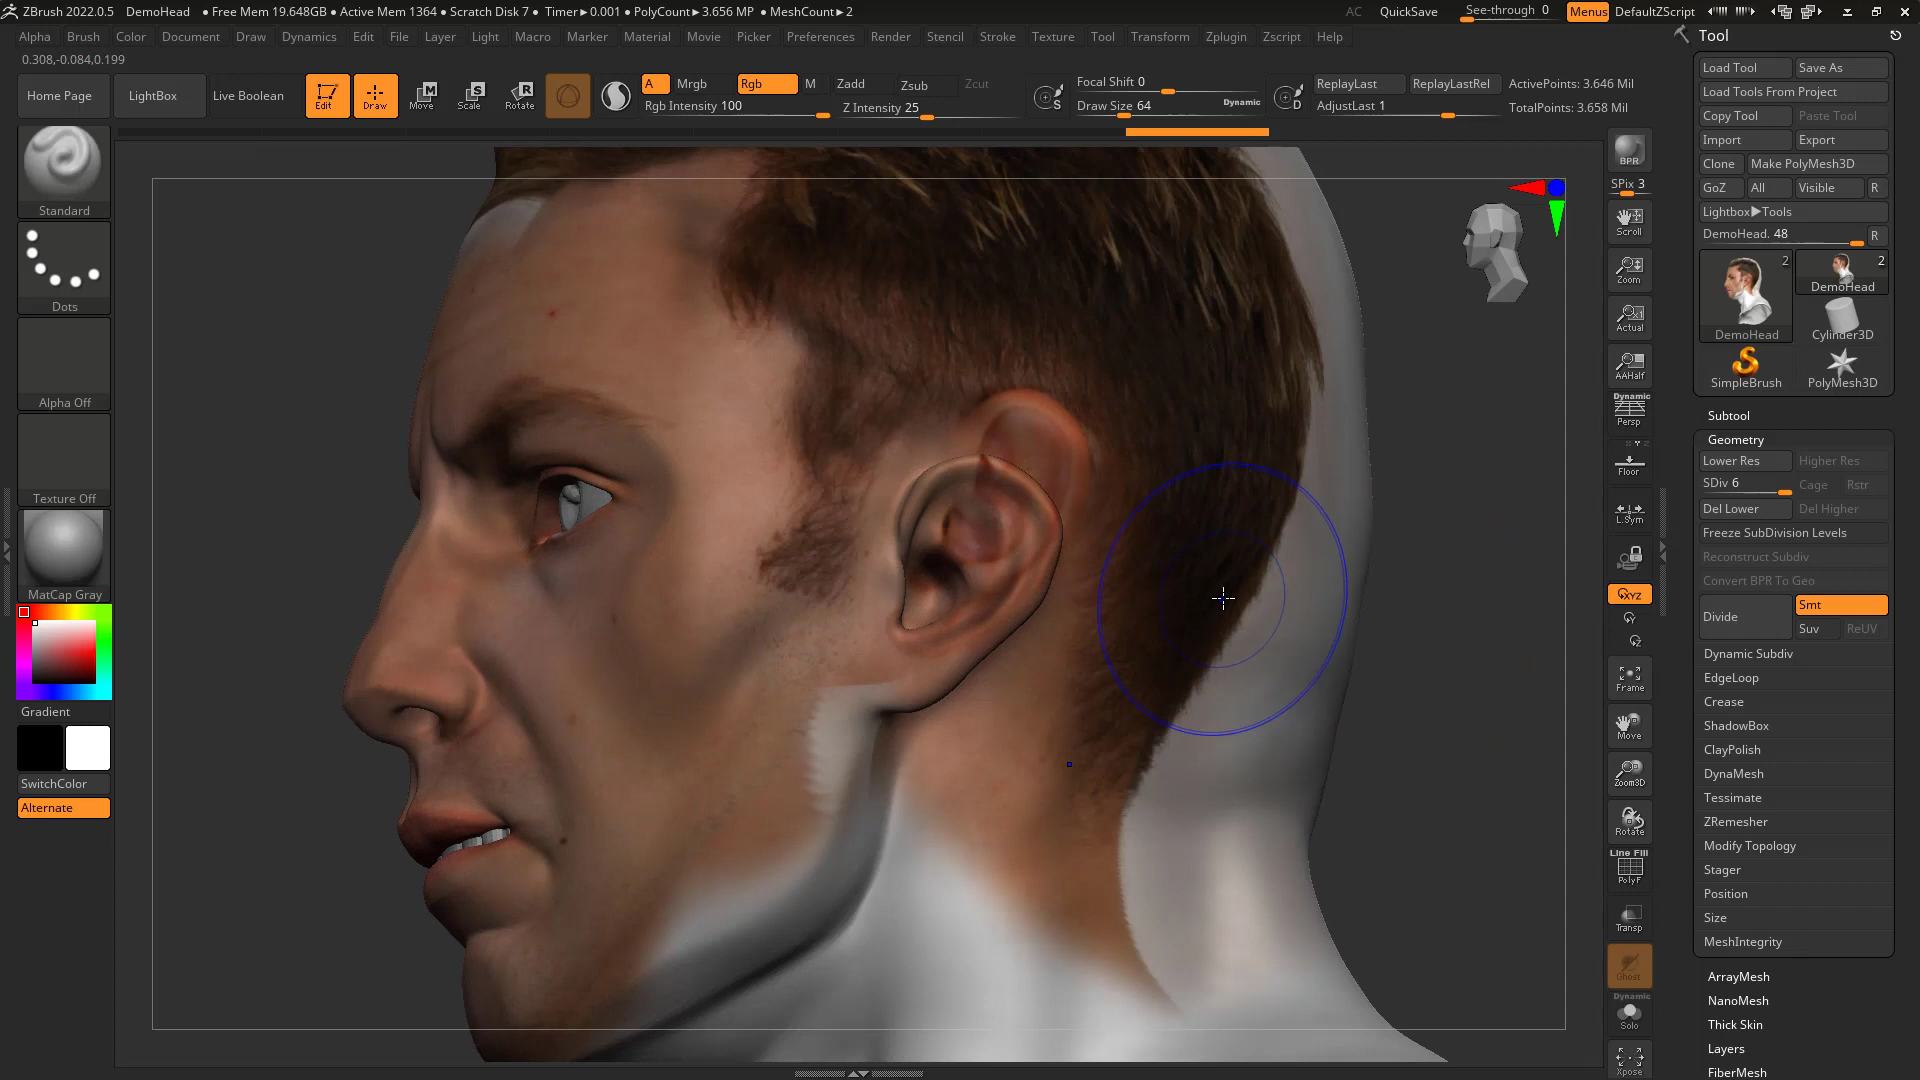 ZBrush 2022.0.5 DemoHead • Free Mem 19.648GB • Active Mem 1364 • Scratch Disk 7 • Timer▶0.001 • PolyCount▶3.656 MP • MeshCount▶2 AC QuickSave See-through 0 Menus DefaultZScript
Alpha Brush Color Document Draw Dynamics Edit File Layer Light Macro Marker Material Movie Picker Preferences Render Stencil Stroke Texture Tool Transform Zplugin Zscript Help
0.308,-0.084,0.199
Home Page LightBox Live Boolean Edit Draw Move Scale Rotate
M S R
A Mrgb Rgb M Zadd Zsub Zcut
Rgb Intensity 100 Z Intensity 25
S Focal Shift 0
Draw Size 64 Dynamic
D ReplayLast ReplayLastRel
AdjustLast 1
ActivePoints: 3.646 Mil
TotalPoints: 3.658 Mil
Standard
Dots
Alpha Off
Texture Off
MatCap Gray
Gradient
SwitchColor
Alternate
BPR
SPix 3
Scroll
Zoom
Actual
AAHalf
Dynamic
Persp
Floor
L.Sym
XYZ
Y
Z
Frame
Move
Zoom3D
Rotate
Line Fill
PolyF
Transp
Ghost
Dynamic
Solo
Xpose
Tool
Load Tool Save As
Load Tools From Project
Copy Tool Paste Tool
Import Export
Clone Make PolyMesh3D
GoZ All Visible R
Lightbox▶Tools
DemoHead. 48 R
2 2
DemoHead
DemoHead Cylinder3D
SimpleBrush PolyMesh3D
Subtool
Geometry
Lower Res Higher Res
SDiv 6 Cage Rstr
Del Lower Del Higher
Freeze SubDivision Levels
Reconstruct Subdiv
Convert BPR To Geo
Divide Smt
Suv ReUV
Dynamic Subdiv
EdgeLoop
Crease
ShadowBox
ClayPolish
DynaMesh
Tessimate
ZRemesher
Modify Topology
Stager
Position
Size
MeshIntegrity
ArrayMesh
NanoMesh
Thick Skin
Layers
FiberMesh